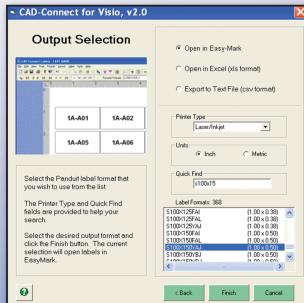 CAD-Connect for Visio, v2.0
Output Selection
1A-A01
1A-A02
1A-A05
1A-A06
Select the Panduit label format that
you wish to use from the list.
The Printer Type and Quick Find
fields are provided to help your
search.
Select the desired output format and
click the Finish button. The current
selection will open labels in
EasyMark.
Open in Easy-Mark
Open in Excel (xls format)
Export to Text File (csv format)
Printer Type
Laser/Inkjet
Units
Inch
Metric
Quick Find
s100x15
Label Formats: 368
S100X125FAJ (1.00 x 0.38)
S100X125FAL (1.00 x 0.38)
S100X125YAJ (1.00 x 0.38)
S100X150FAJ (1.00 x 0.50)
S100X150FAL (1.00 x 0.50)
S100X150YAJ (1.00 x 0.50)
S100X150YBJ (1.00 x 0.50)
< Back
Finish
Cancel